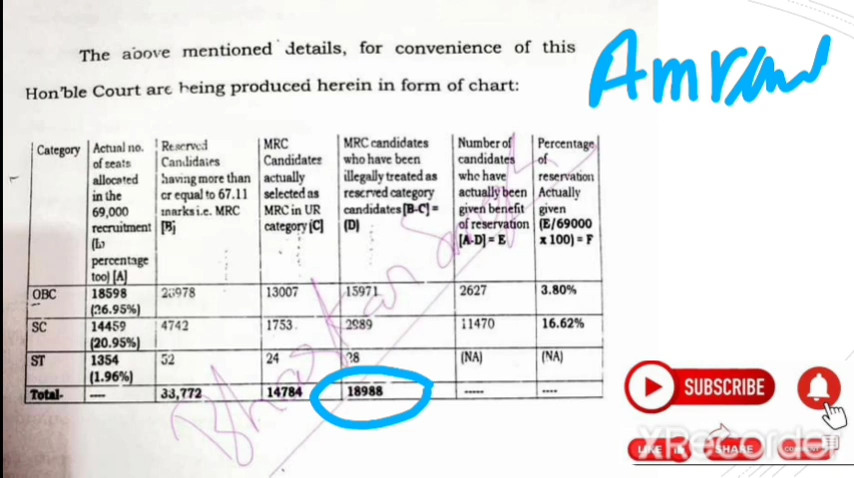 The above mentioned details, for convenience of this
Hon'ble Court are being produced herein in form of chart:
Category
Actual no. of seats allocated in the 69,000 recruitment (In percentage too) [A]
Reserved Candidates having more than or equal to 67.11 marks i.e. MRC [B]
MRC Candidates actually selected as MRC in UR category [C]
MRC candidates who have been illegally treated as reserved category candidates [B-C] = (D)
Number of candidates who have actually been given benefit of reservation [A-D] = E
Percentage of reservation Actually given (E/69000 x 100) = F
OBC 18598 (26.95%) 28978 13007 15971 2627 3.80%
SC 14459 (20.95%) 4742 1753 2989 11470 16.62%
ST 1354 (1.96%) 52 24 28 (NA) (NA)
Total- ---- 33,772 14784 18988 ----- ----
Bhaskar Singh
SUBSCRIBE
LIKE
SHARE
COMMENT
XRecorder